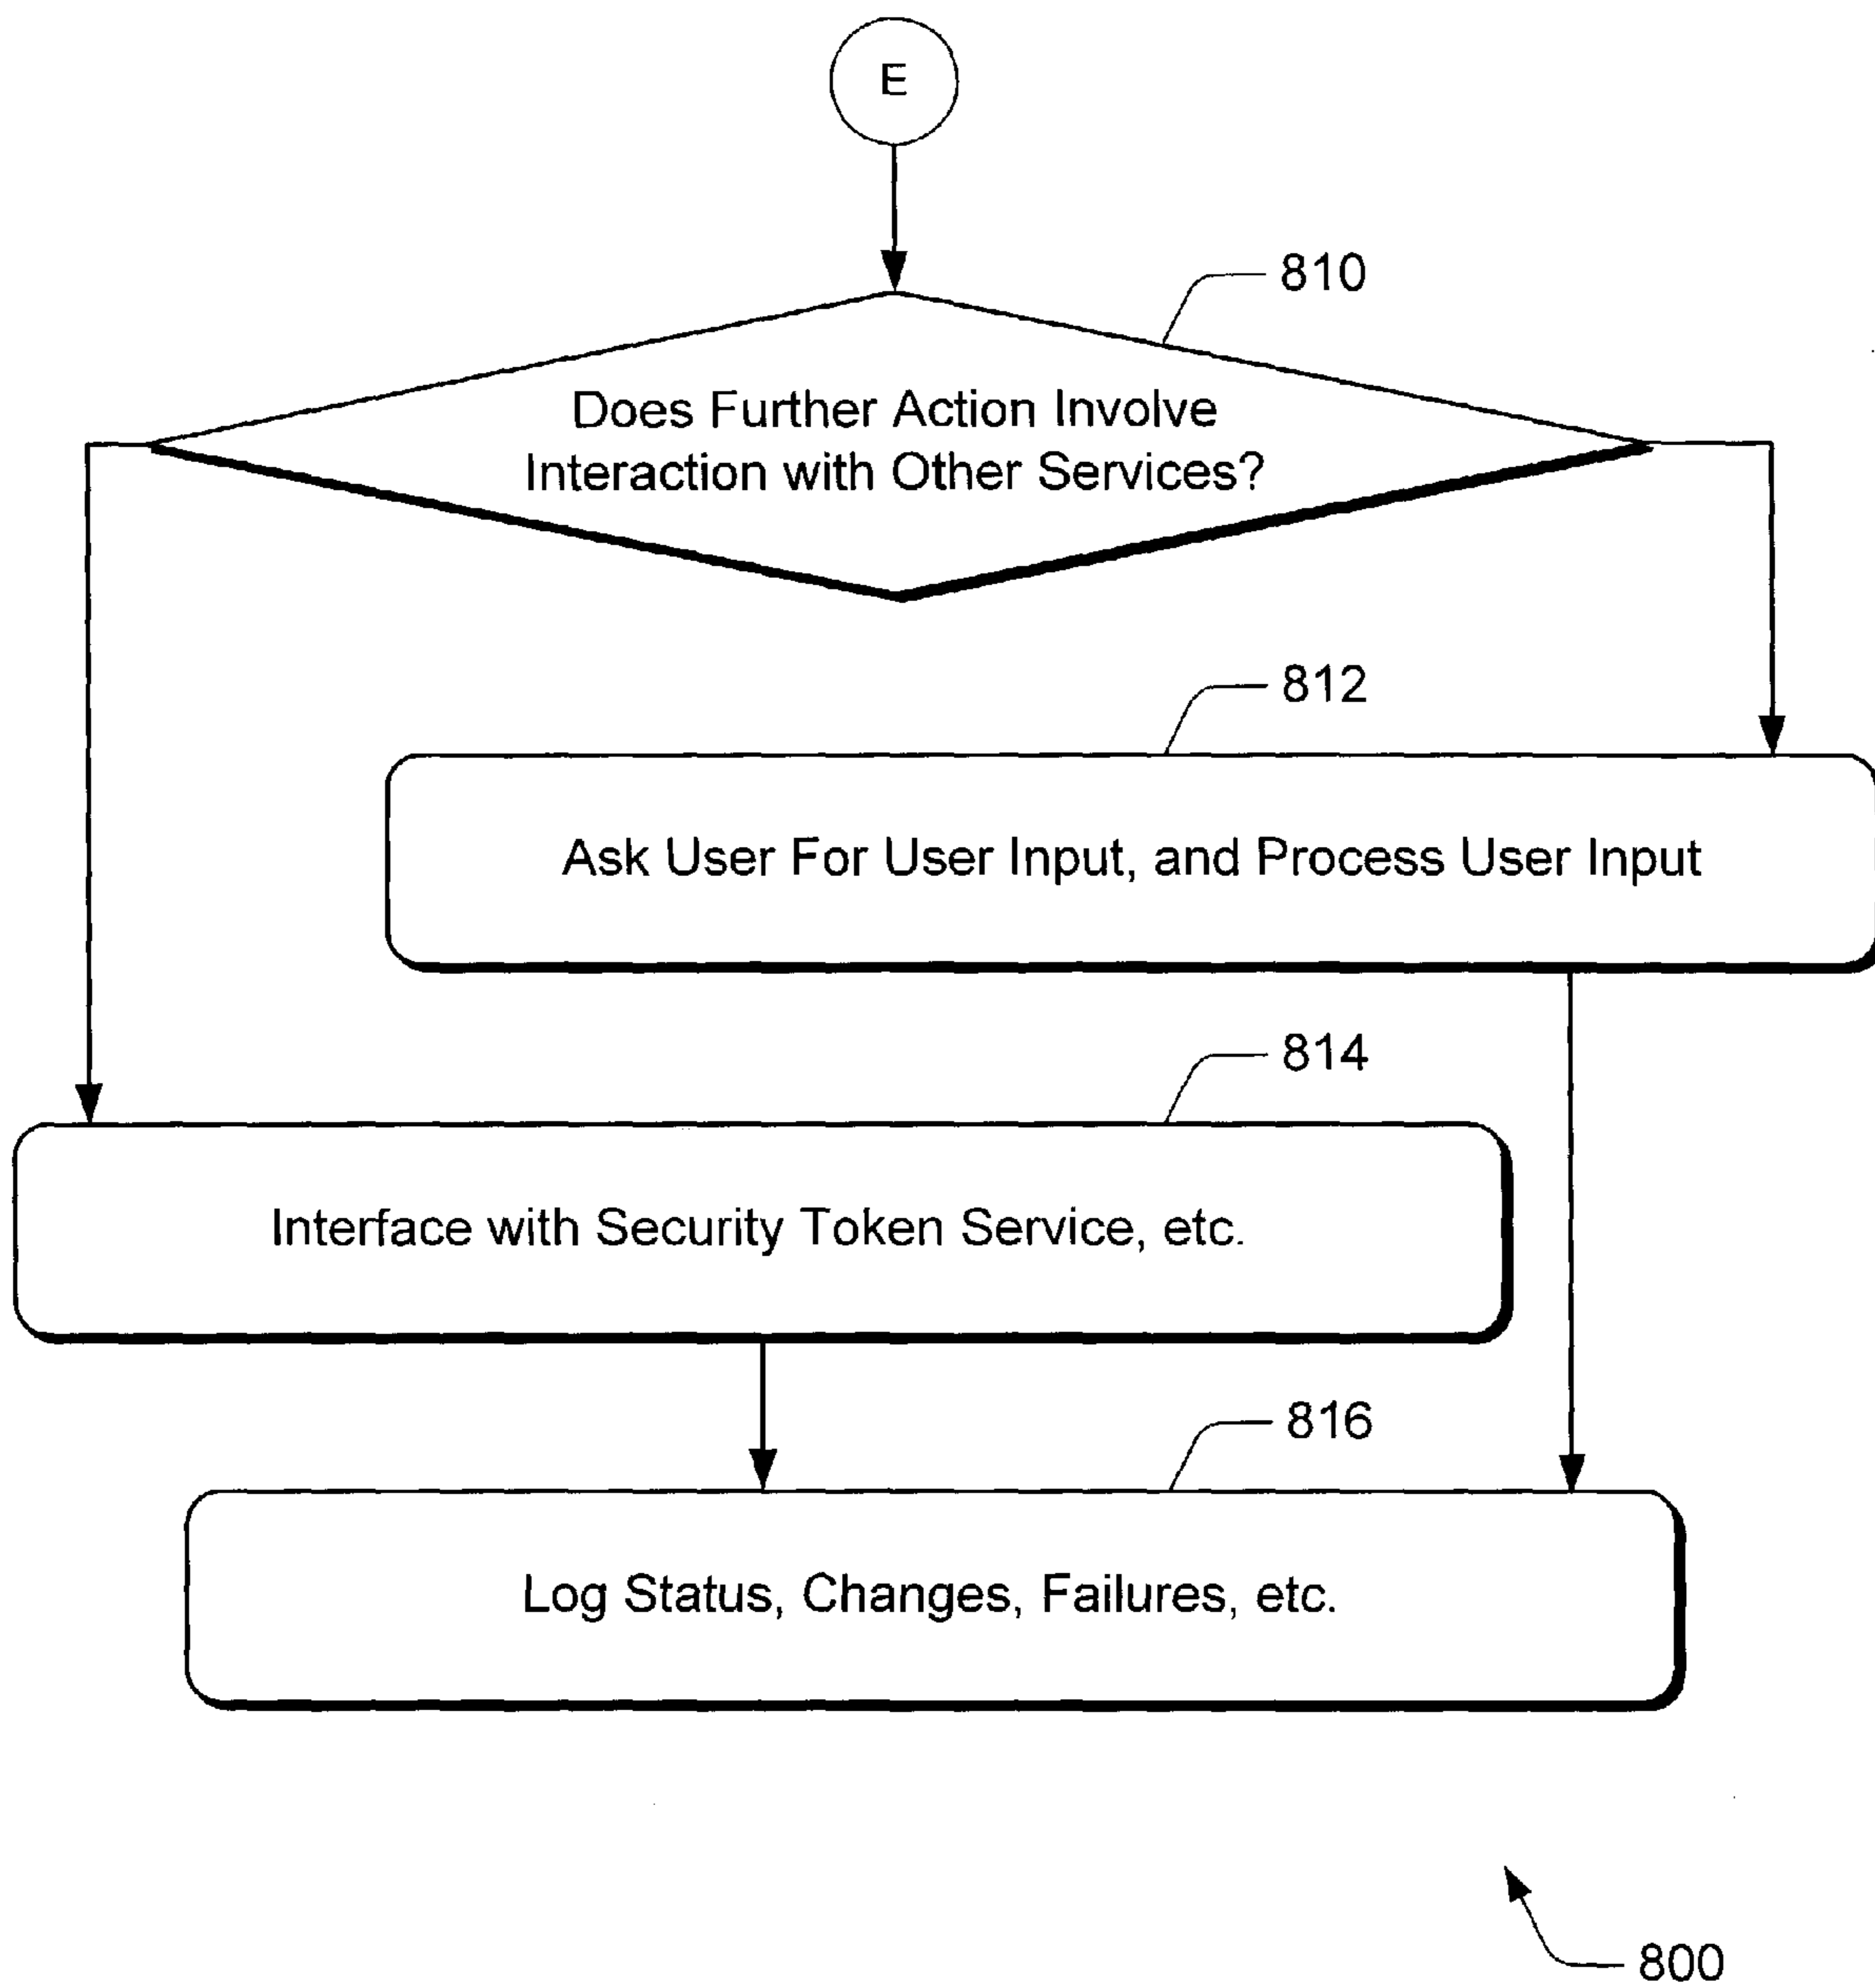 E
810
Does Further Action Involve
Interaction with Other Services?
812
Ask User For User Input, and Process User Input
814
Interface with Security Token Service, etc.
816
Log Status, Changes, Failures, etc.
800